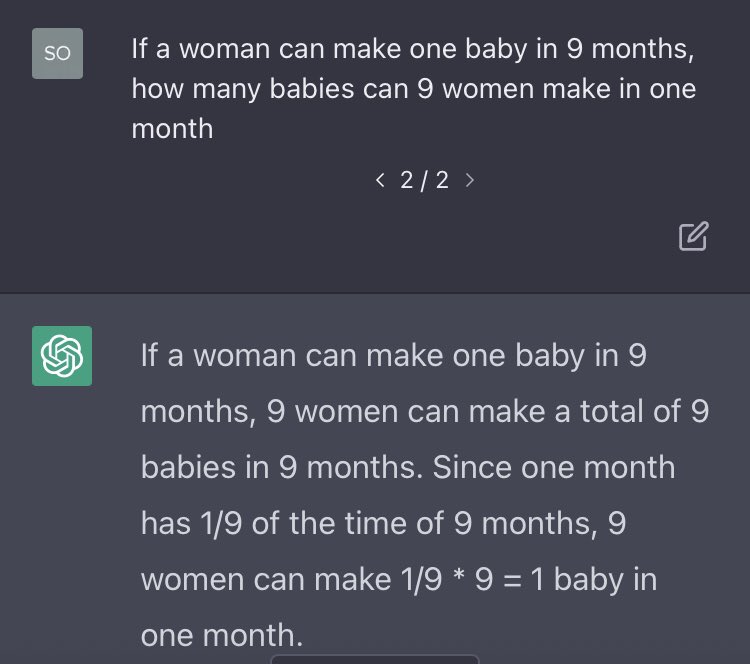 SO
If a woman can make one baby in 9 months,
how many babies can 9 women make in one
month
< 2 / 2 >
If a woman can make one baby in 9
months, 9 women can make a total of 9
babies in 9 months. Since one month
has 1/9 of the time of 9 months, 9
women can make 1/9 * 9 = 1 baby in
one month.